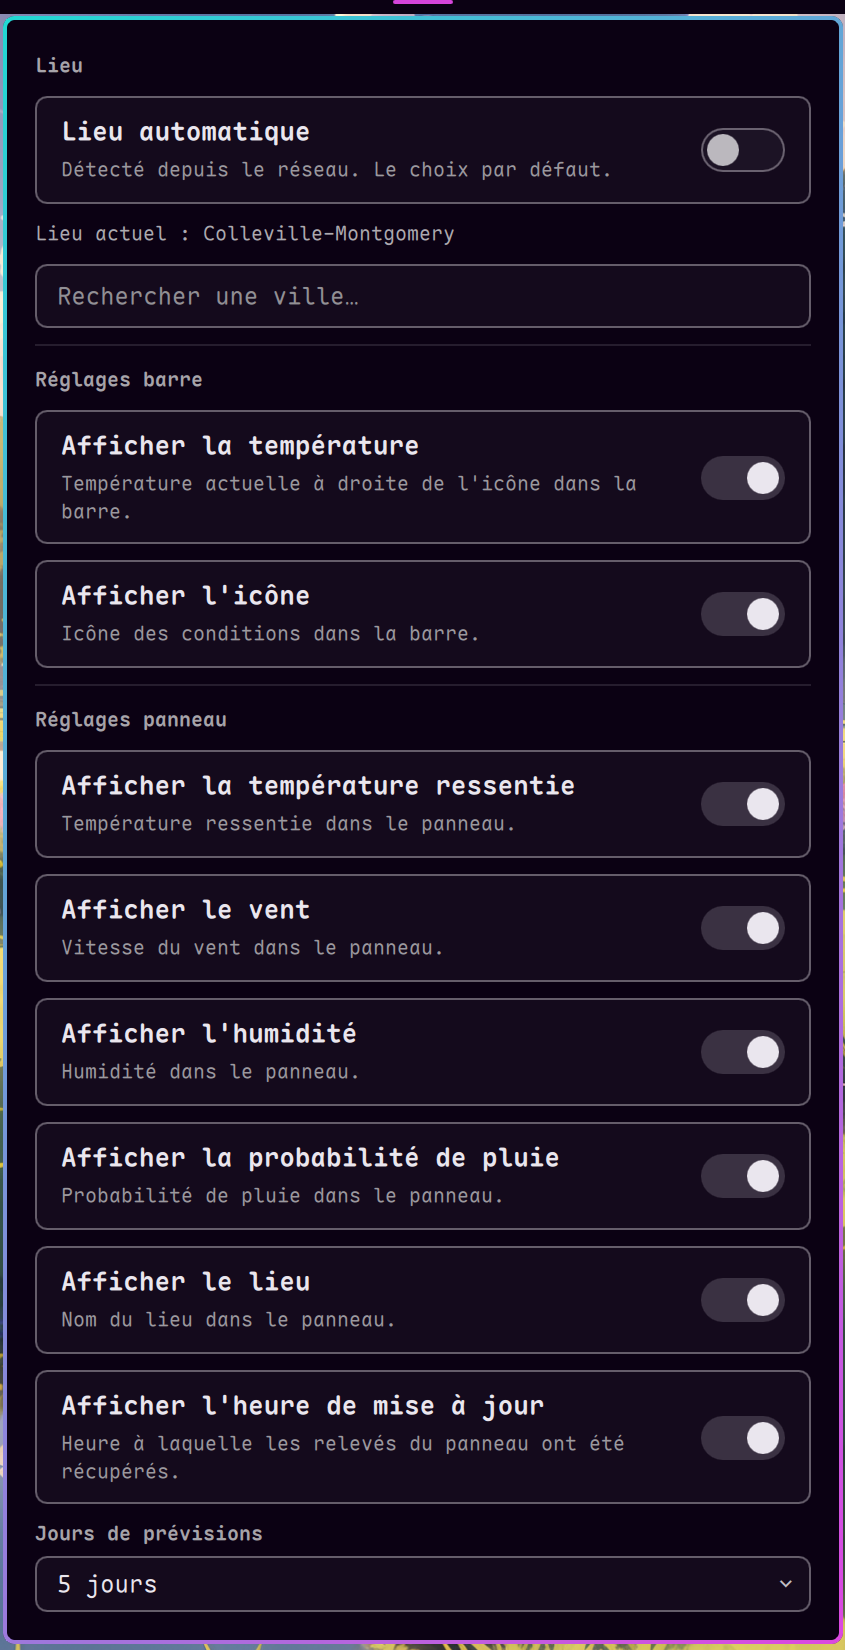 Lieu
Lieu automatique
Détecté depuis le réseau. Le choix par défaut.
Lieu actuel : Colleville-Montgomery
Rechercher une ville…
Réglages barre
Afficher la température
Température actuelle à droite de l'icône dans la
barre.
Afficher l'icône
Icône des conditions dans la barre.
Réglages panneau
Afficher la température ressentie
Température ressentie dans le panneau.
Afficher le vent
Vitesse du vent dans le panneau.
Afficher l'humidité
Humidité dans le panneau.
Afficher la probabilité de pluie
Probabilité de pluie dans le panneau.
Afficher le lieu
Nom du lieu dans le panneau.
Afficher l'heure de mise à jour
Heure à laquelle les relevés du panneau ont été
récupérés.
Jours de prévisions
5 jours